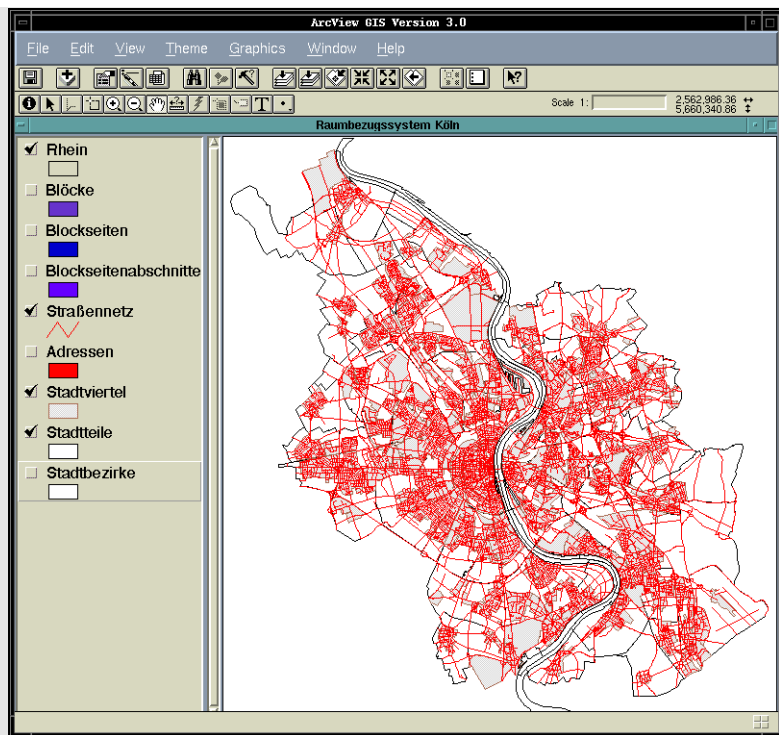 ArcView GIS Version 3.0
File Edit View Theme Graphics Window Help
Scale 1: 2,562,986.36
5,660,340.86
Raumbezugssystem Köln
Rhein
Blöcke
Blockseiten
Blockseitenabschnitte
Straßennetz
Adressen
Stadtviertel
Stadtteile
Stadtbezirke